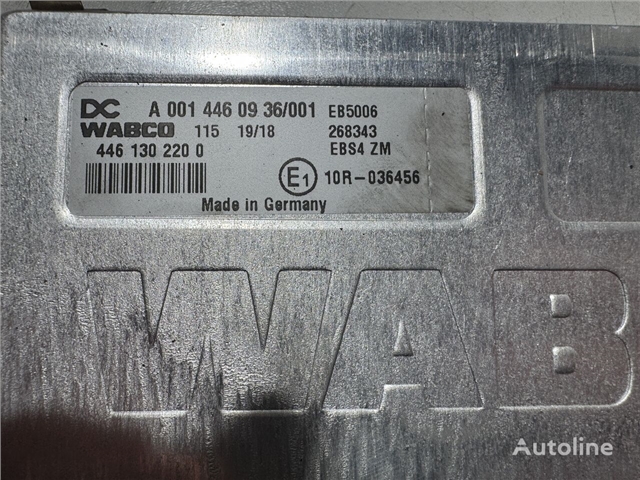 DC A 001 446 09 36/001 EB5006
WABCO 115 19/18 268343
446 130 220 0 EBS4 ZM
E1 10R-036456
Made in Germany
WAB
Autoline